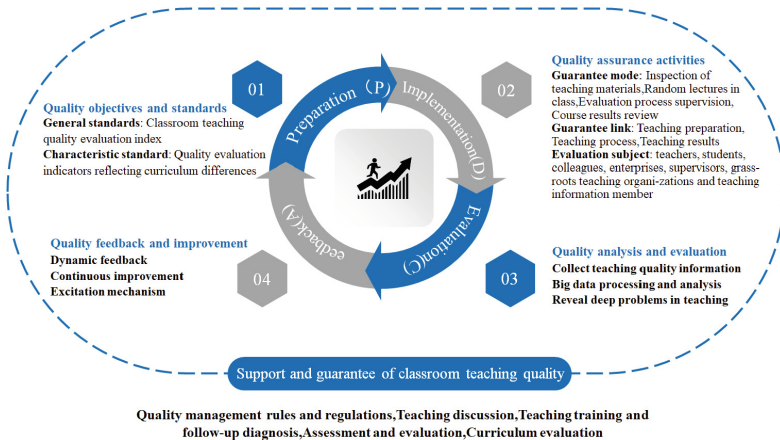 01
Quality objectives and standards
General standards: Classroom teaching
quality evaluation index
Characteristic standard: Quality evaluation
indicators reflecting curriculum differences
Preparation（P)
Implementation(D)
02
Quality assurance activities
Guarantee mode: Inspection of
teaching materials,Random lectures in
class,Evaluation process supervision,
Course results review
Guarantee link: Teaching preparation,
Teaching process,Teaching results
Evaluation subject: teachers, students,
colleagues, enterprises, supervisors, grass-
roots teaching organi-zations and teaching
information member
Quality feedback and improvement
Dynamic feedback
Continuous improvement
Excitation mechanism
04
eedback(A)
Evaluation(C)
03
Quality analysis and evaluation
Collect teaching quality information
Big data processing and analysis
Reveal deep problems in teaching
Support and guarantee of classroom teaching quality
Quality management rules and regulations,Teaching discussion,Teaching training and
follow-up diagnosis,Assessment and evaluation,Curriculum evaluation